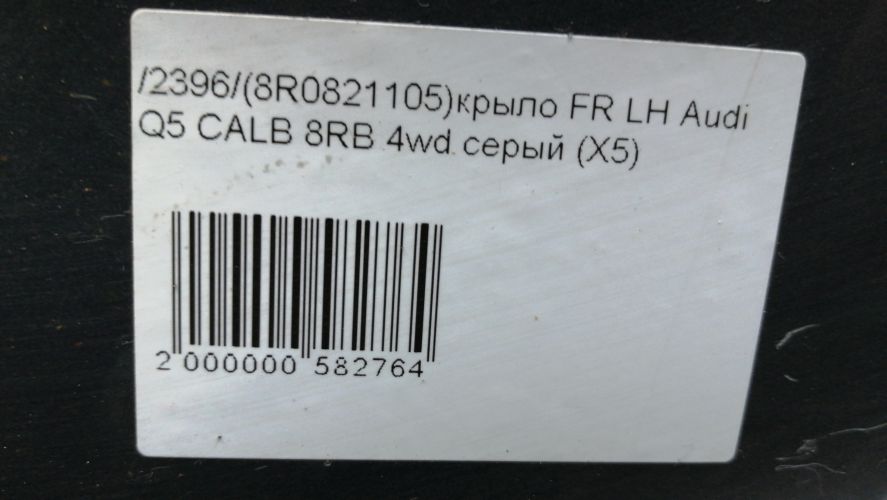 /2396/(8R0821105)крыло FR LH Audi
Q5 CALB 8RB 4wd серый (X5)
2 000000 582764